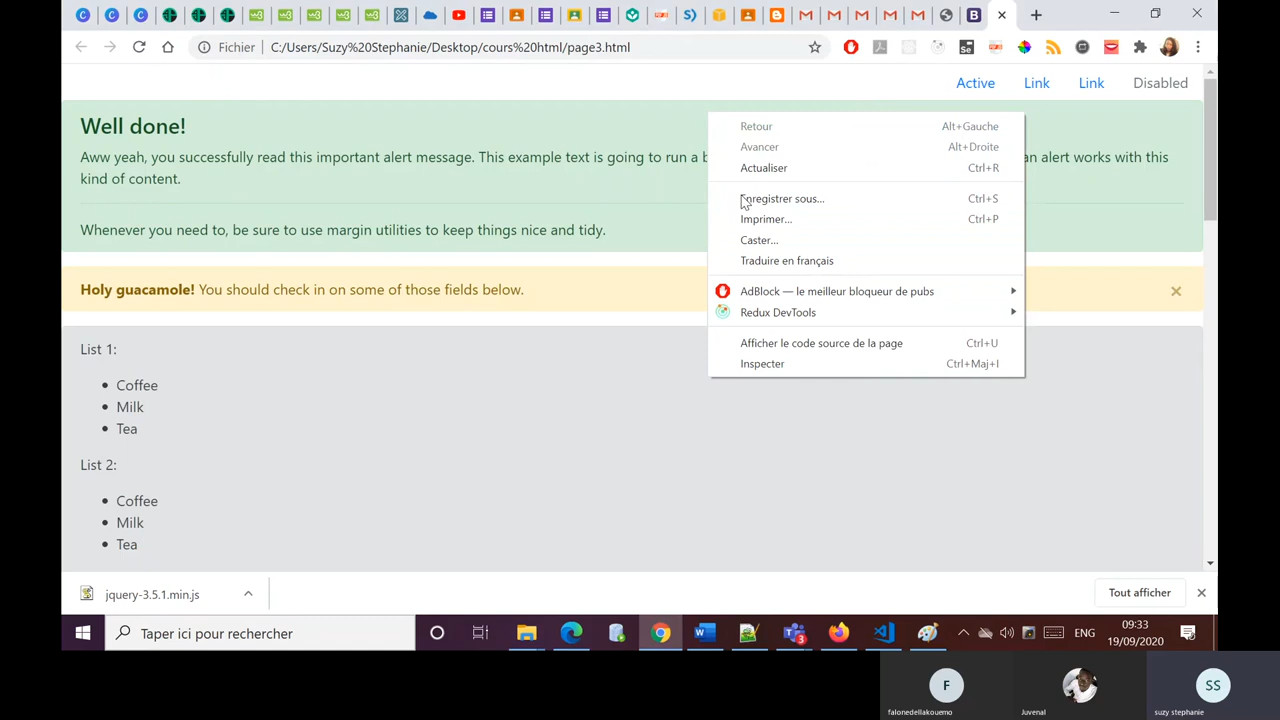 Fichier
C:/Users/Suzy%20Stephanie/Desktop/cours%20html/page3.html
Active Link Link Disabled
Well done!
Aww yeah, you successfully read this important alert message. This example text is going to run a b
an alert works with this
kind of content.
Whenever you need to, be sure to use margin utilities to keep things nice and tidy.
Holy guacamole! You should check in on some of those fields below.
List 1:
Coffee
Milk
Tea
List 2:
Coffee
Milk
Tea
Retour Alt+Gauche
Avancer Alt+Droite
Actualiser Ctrl+R
Enregistrer sous... Ctrl+S
Imprimer... Ctrl+P
Caster...
Traduire en français
AdBlock — le meilleur bloqueur de pubs
Redux DevTools
Afficher le code source de la page Ctrl+U
Inspecter Ctrl+Maj+I
jquery-3.5.1.min.js
Tout afficher
Taper ici pour rechercher
3
ENG
09:33
19/09/2020
F
falonedellakouemo
Juvenal
SS
suzy stephanie